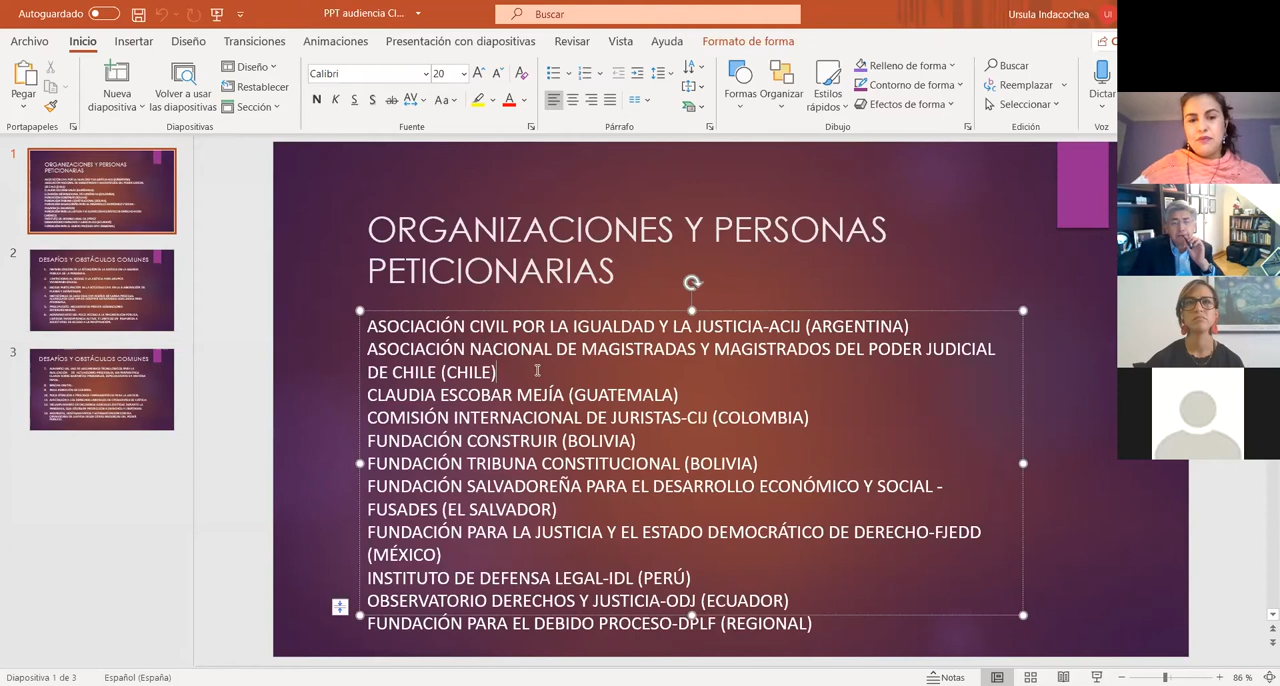 Autoguardado
PPT audiencia CI...
Buscar
Ursula Indacochea
UI
Archivo Inicio Insertar Diseño Transiciones Animaciones Presentación con diapositivas Revisar Vista Ayuda Formato de forma
Pegar
Nueva diapositiva
Volver a usar las diapositivas
Diseño
Restablecer
Sección
Calibri 20
N K S S ab AV Aa A
Formas
Organizar
Estilos rápidos
Relleno de forma
Contorno de forma
Efectos de forma
Buscar
Reemplazar
Seleccionar
Dictar
Portapapeles Diapositivas Fuente Párrafo Dibujo Edición Voz
1
ORGANIZACIONES Y PERSONAS
PETICIONARIAS
2
DESAFÍOS Y OBSTÁCULOS COMUNES
3
DESAFÍOS Y OBSTÁCULOS COMUNES
ORGANIZACIONES Y PERSONAS
PETICIONARIAS
ASOCIACIÓN CIVIL POR LA IGUALDAD Y LA JUSTICIA-ACIJ (ARGENTINA)
ASOCIACIÓN NACIONAL DE MAGISTRADAS Y MAGISTRADOS DEL PODER JUDICIAL
DE CHILE (CHILE)
CLAUDIA ESCOBAR MEJÍA (GUATEMALA)
COMISIÓN INTERNACIONAL DE JURISTAS-CIJ (COLOMBIA)
FUNDACIÓN CONSTRUIR (BOLIVIA)
FUNDACIÓN TRIBUNA CONSTITUCIONAL (BOLIVIA)
FUNDACIÓN SALVADOREÑA PARA EL DESARROLLO ECONÓMICO Y SOCIAL -
FUSADES (EL SALVADOR)
FUNDACIÓN PARA LA JUSTICIA Y EL ESTADO DEMOCRÁTICO DE DERECHO-FJEDD
(MÉXICO)
INSTITUTO DE DEFENSA LEGAL-IDL (PERÚ)
OBSERVATORIO DERECHOS Y JUSTICIA-ODJ (ECUADOR)
FUNDACIÓN PARA EL DEBIDO PROCESO-DPLF (REGIONAL)
Diapositiva 1 de 3 Español (España) Notas 86 %